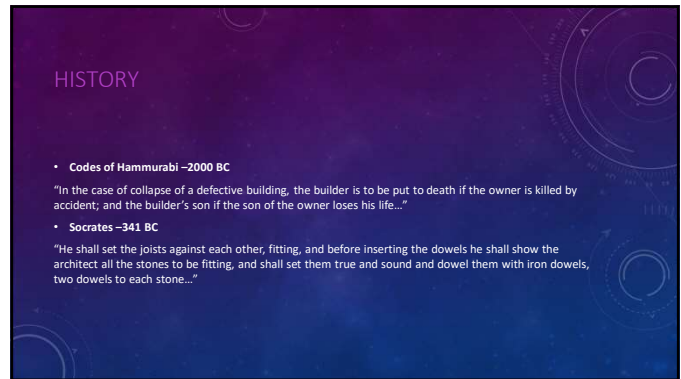 HISTORY
• Codes of Hammurabi –2000 BC
“In the case of collapse of a defective building, the builder is to be put to death if the owner is killed by
accident; and the builder’s son if the son of the owner loses his life…”
• Socrates –341 BC
“He shall set the joists against each other, fitting, and before inserting the dowels he shall show the
architect all the stones to be fitting, and shall set them true and sound and dowel them with iron dowels,
two dowels to each stone…”